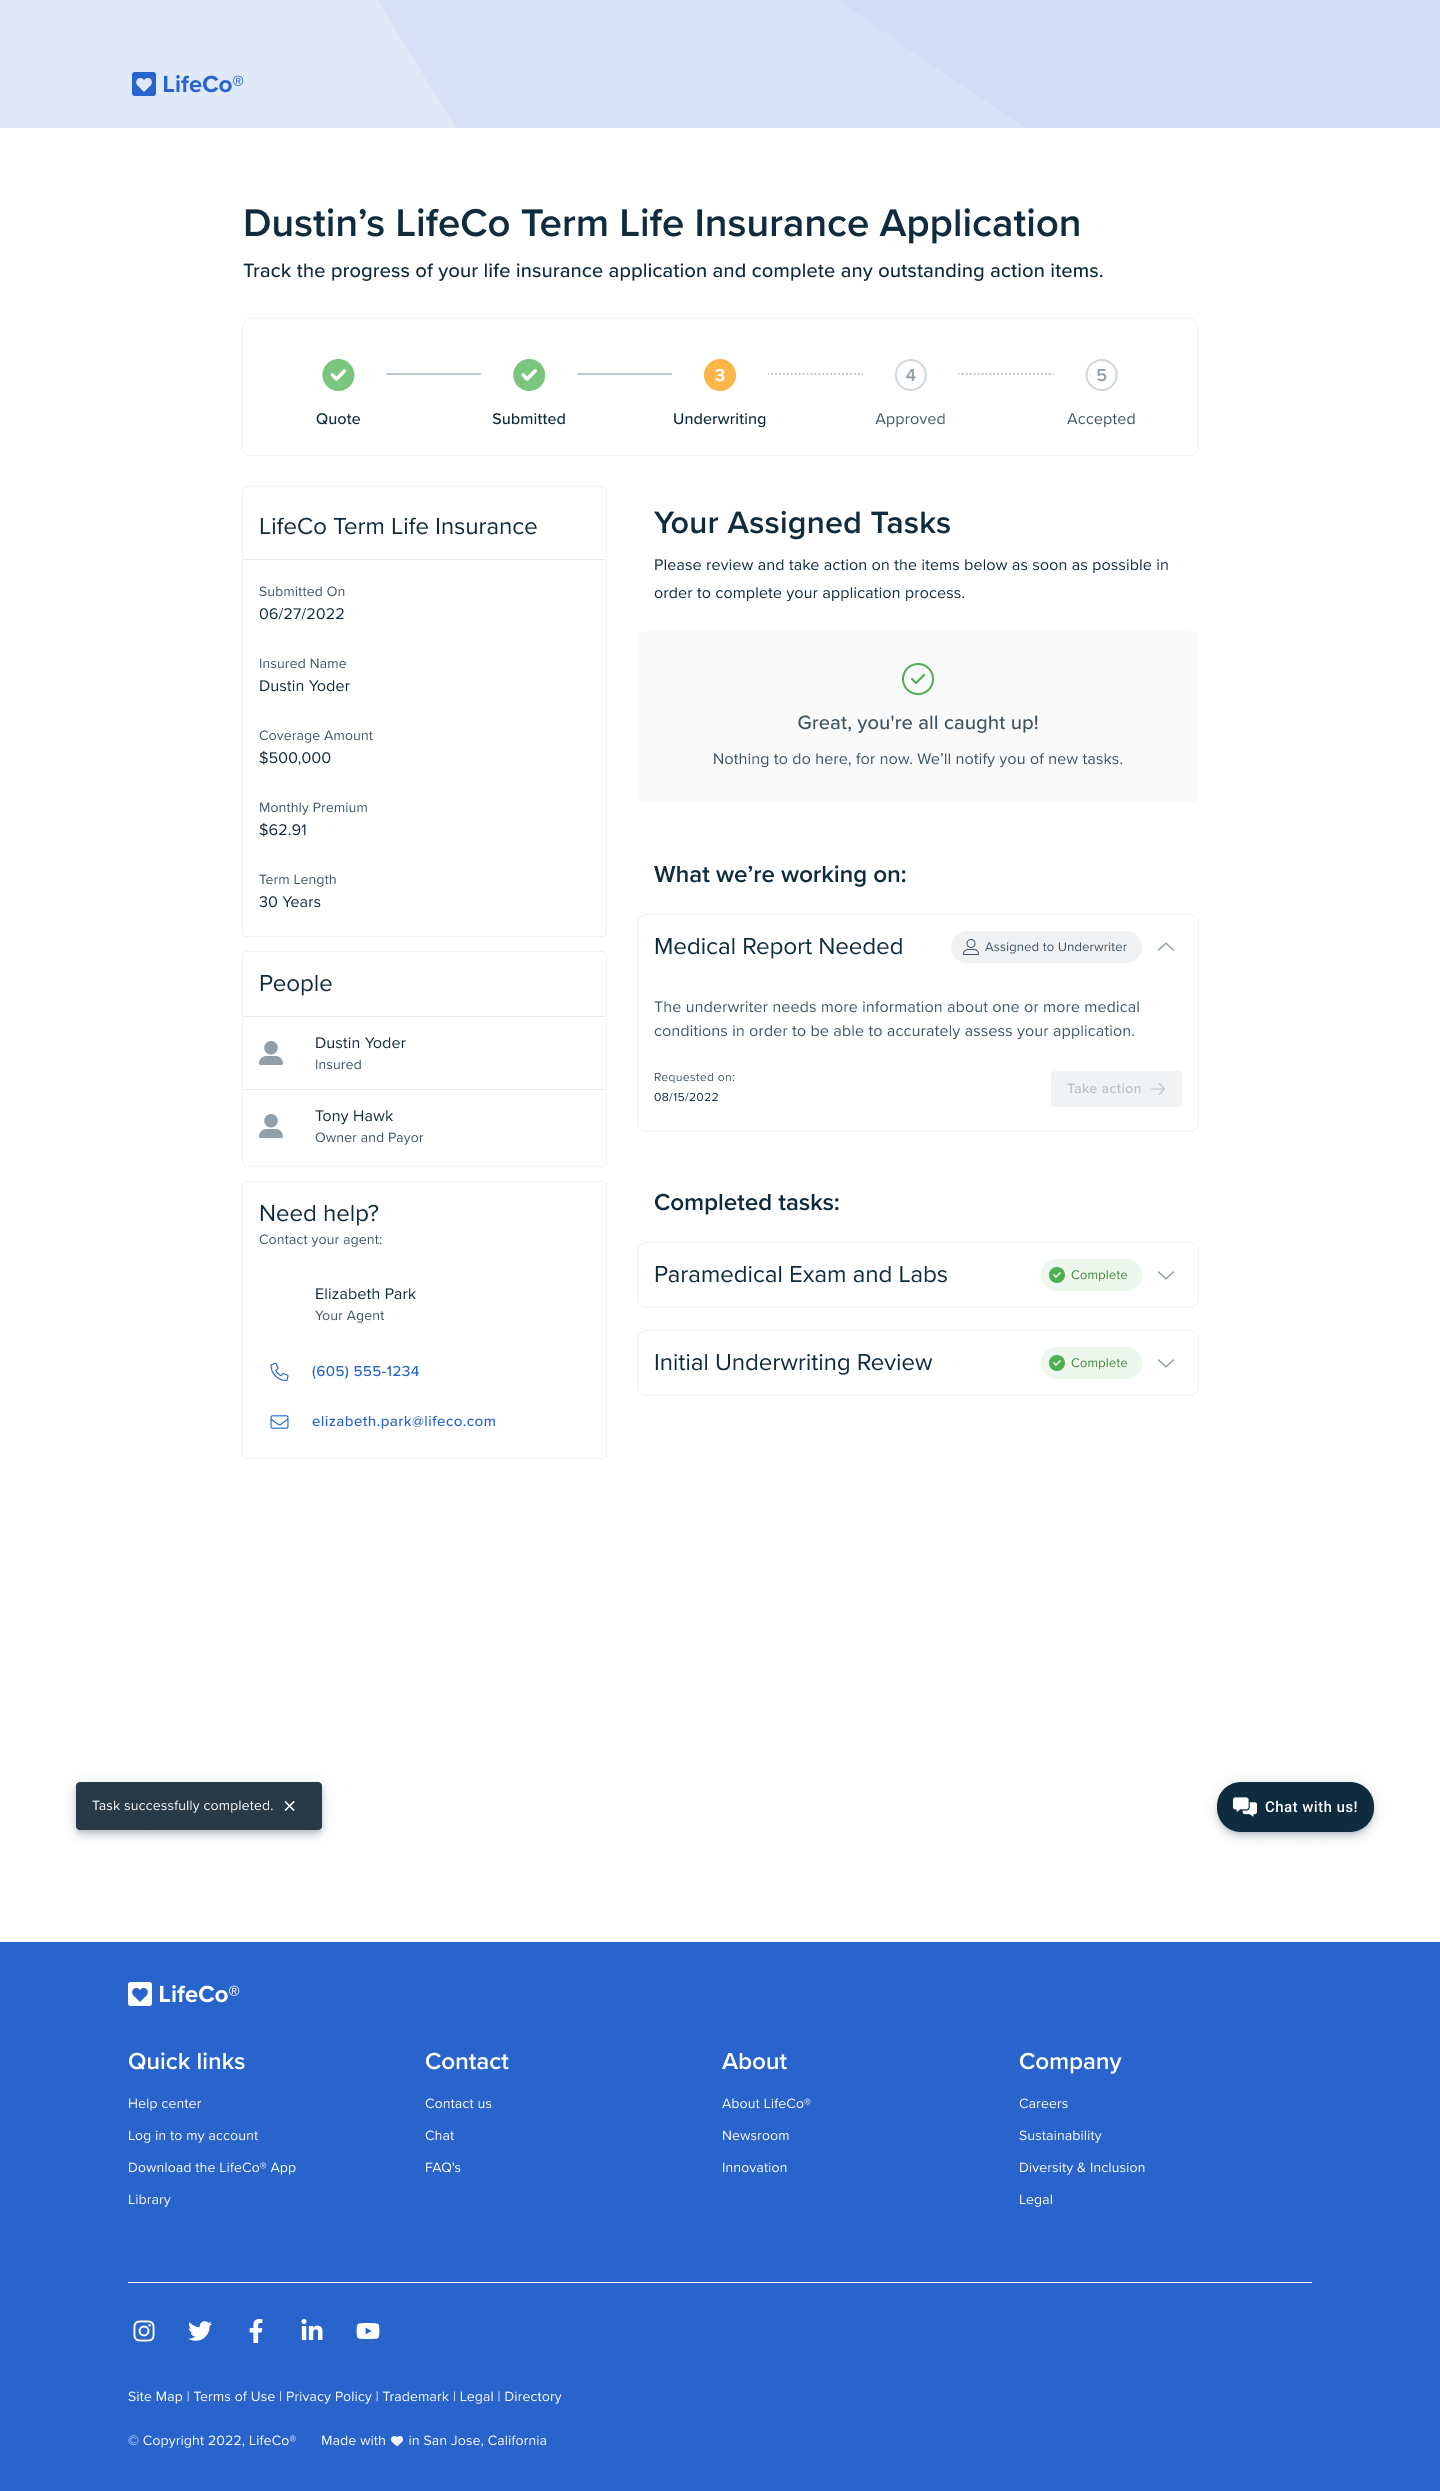 LifeCo®
Dustin’s LifeCo Term Life Insurance Application
Track the progress of your life insurance application and complete any outstanding action items.
3
4
5
Quote
Submitted
Underwriting
Approved
Accepted
LifeCo Term Life Insurance
Submitted On
06/27/2022
Insured Name
Dustin Yoder
Coverage Amount
$500,000
Monthly Premium
$62.91
Term Length
30 Years
People
Dustin Yoder
Insured
Tony Hawk
Owner and Payor
Need help?
Contact your agent:
Elizabeth Park
Your Agent
(605) 555-1234
elizabeth.park@lifeco.com
Your Assigned Tasks
Please review and take action on the items below as soon as possible in
order to complete your application process.
Great, you're all caught up!
Nothing to do here, for now. We’ll notify you of new tasks.
What we’re working on:
Medical Report Needed
Assigned to Underwriter
The underwriter needs more information about one or more medical
conditions in order to be able to accurately assess your application.
Requested on:
08/15/2022
Take action
Completed tasks:
Paramedical Exam and Labs
Complete
Initial Underwriting Review
Complete
Task successfully completed.
Chat with us!
LifeCo®
Quick links
Help center
Log in to my account
Download the LifeCo® App
Library
Contact
Contact us
Chat
FAQ's
About
About LifeCo®
Newsroom
Innovation
Company
Careers
Sustainability
Diversity & Inclusion
Legal
Site Map | Terms of Use | Privacy Policy | Trademark | Legal | Directory
© Copyright 2022, LifeCo® Made with ♥ in San Jose, California